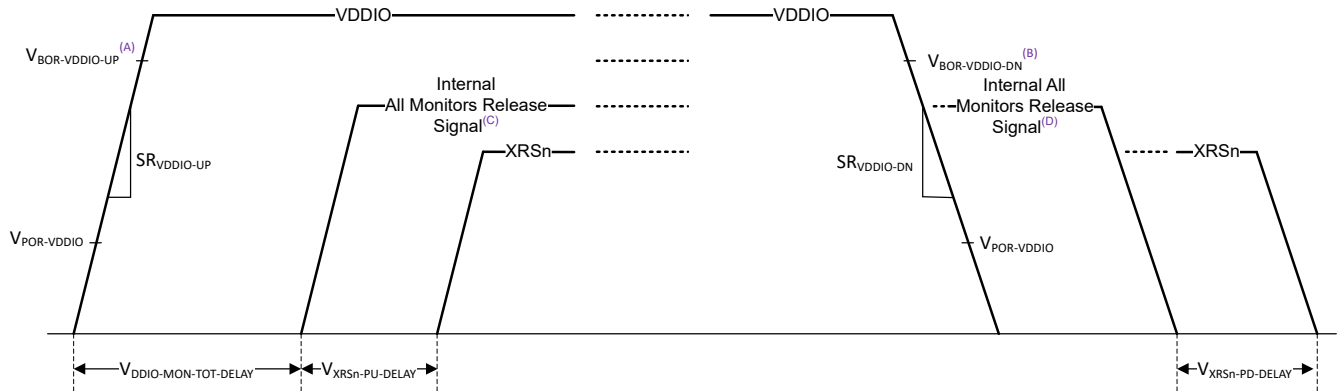 VDDIO
VDDIO
VBOR-VDDIO-UP(A)
VBOR-VDDIO-DN(B)
Internal
All Monitors Release
Signal(C)
Internal All
Monitors Release
Signal(D)
XRSn
XRSn
SRVDDIO-UP
SRVDDIO-DN
VPOR-VDDIO
VPOR-VDDIO
VDDIO-MON-TOT-DELAY
VXRSn-PU-DELAY
VXRSn-PD-DELAY